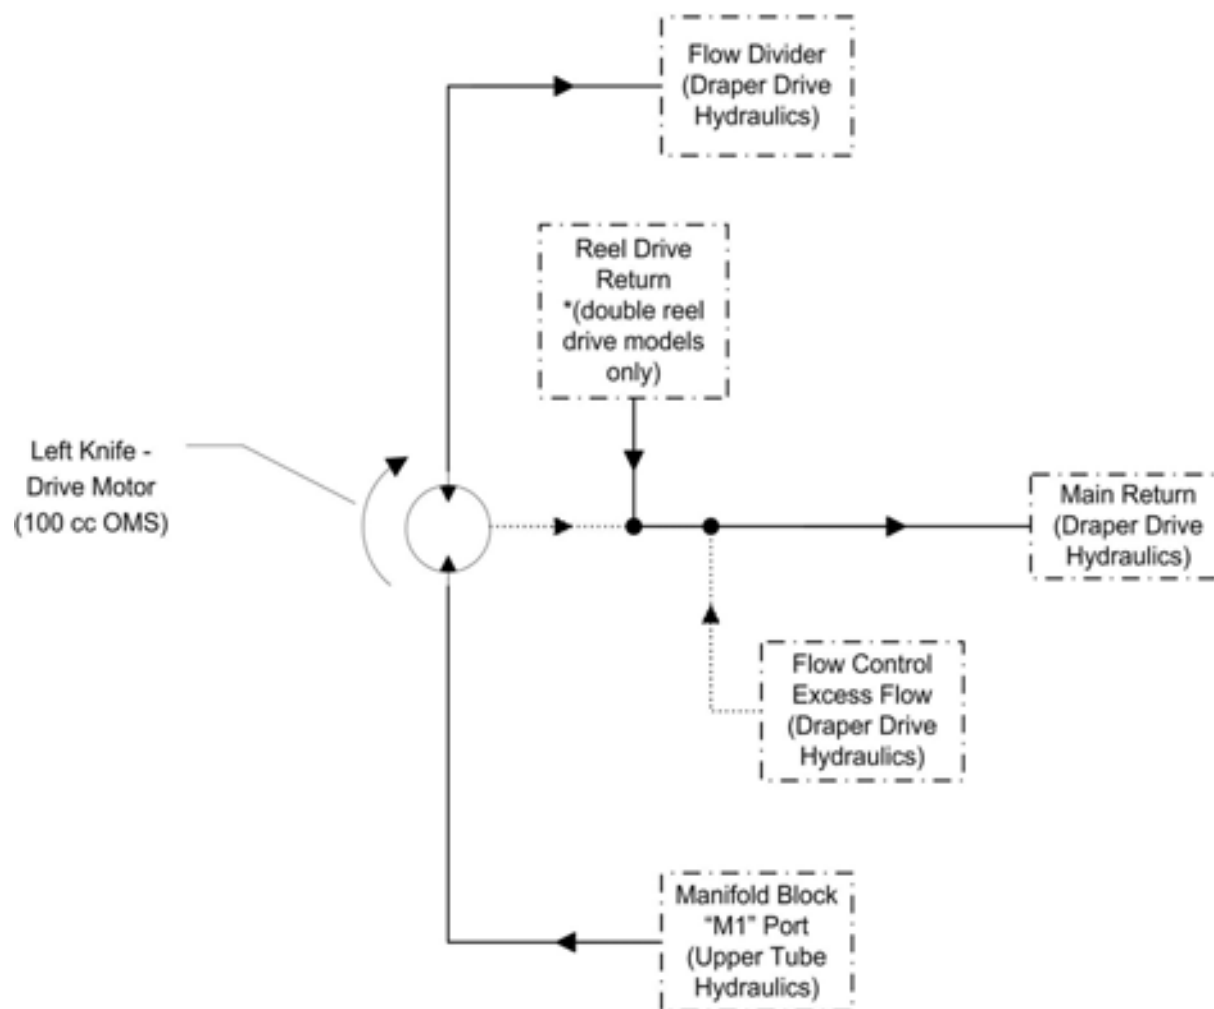 Flow Divider
(Draper Drive
Hydraulics)
Reel Drive
Return
*(double reel
drive models
only)
Left Knife -
Drive Motor
(100 cc OMS)
Main Return
(Draper Drive
Hydraulics)
Flow Control
Excess Flow
(Draper Drive
Hydraulics)
Manifold Block
“M1” Port
(Upper Tube
Hydraulics)